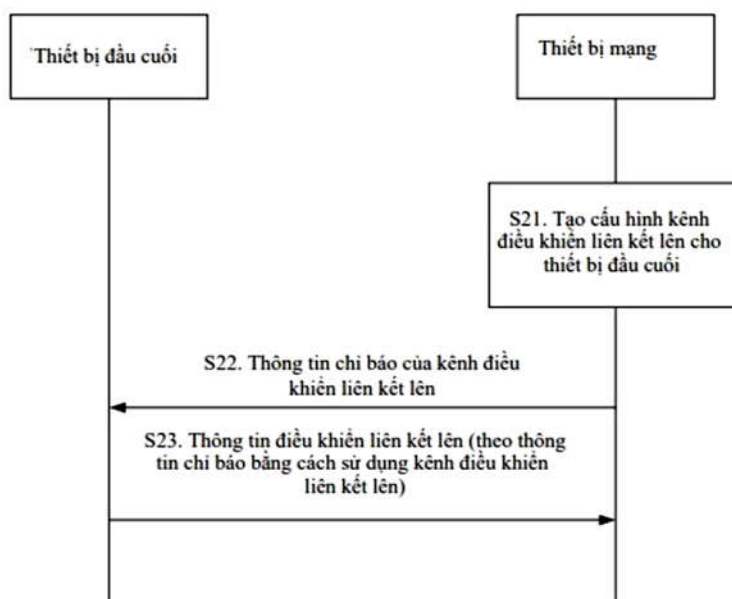 Thiết bị đầu cuối
Thiết bị mạng
S21. Tạo cấu hình kênh
điều khiển liên kết lên cho
thiết bị đầu cuối
S22. Thông tin chỉ báo của kênh điều
khiển liên kết lên
S23. Thông tin điều khiển liên kết lên (theo thông
tin chỉ báo bằng cách sử dụng kênh điều khiển
liên kết lên)